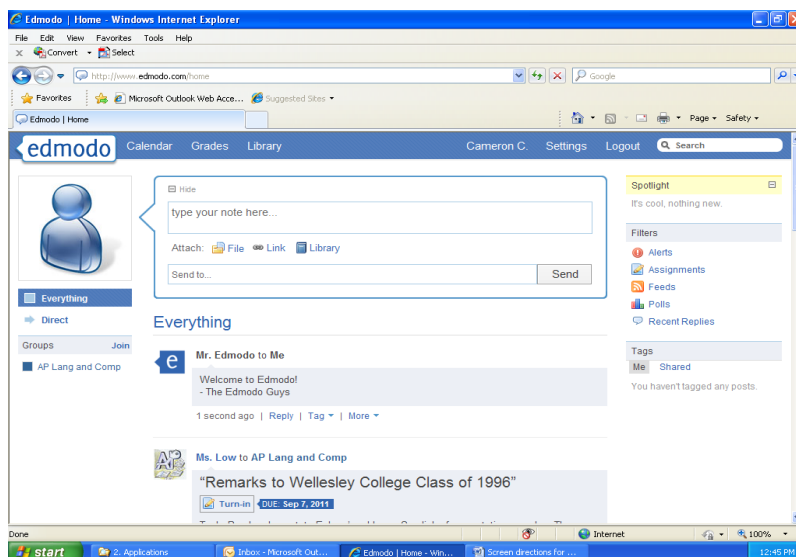 Edmodo | Home - Windows Internet Explorer
File Edit View Favorites Tools Help
x Convert Select
http://www.edmodo.com/home
Google
Favorites Microsoft Outlook Web Acce... Suggested Sites
Edmodo | Home
Page Safety
edmodo Calendar Grades Library Cameron C. Settings Logout Search
Hide
type your note here...
Attach: File Link Library
Send to... Send
Everything
Direct
Groups Join
AP Lang and Comp
Everything
e
Mr. Edmodo to Me
Welcome to Edmodo!
- The Edmodo Guys
1 second ago | Reply | Tag | More
AP
Ms. Low to AP Lang and Comp
“Remarks to Wellesley College Class of 1996”
Turn-in DUE: Sep 7, 2011
Spotlight
It's cool, nothing new.
Filters
Alerts
Assignments
Feeds
Polls
Recent Replies
Tags
Me Shared
You haven't tagged any posts.
Done Internet 100%
start 2. Applications Inbox - Microsoft Out... Edmodo | Home - Win... Screen directions for ... 12:45 PM